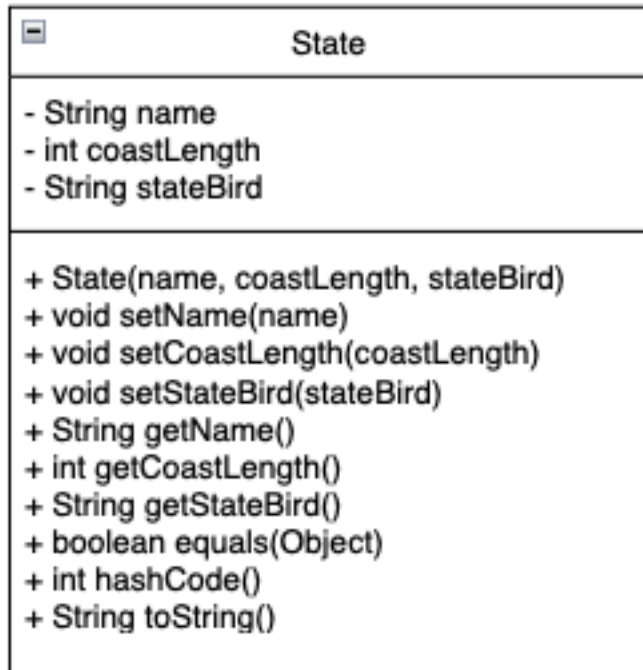 State
- String name
- int coastLength
- String stateBird
+ State(name, coastLength, stateBird)
+ void setName(name)
+ void setCoastLength(coastLength)
+ void setStateBird(stateBird)
+ String getName()
+ int getCoastLength()
+ String getStateBird()
+ boolean equals(Object)
+ int hashCode()
+ String toString()